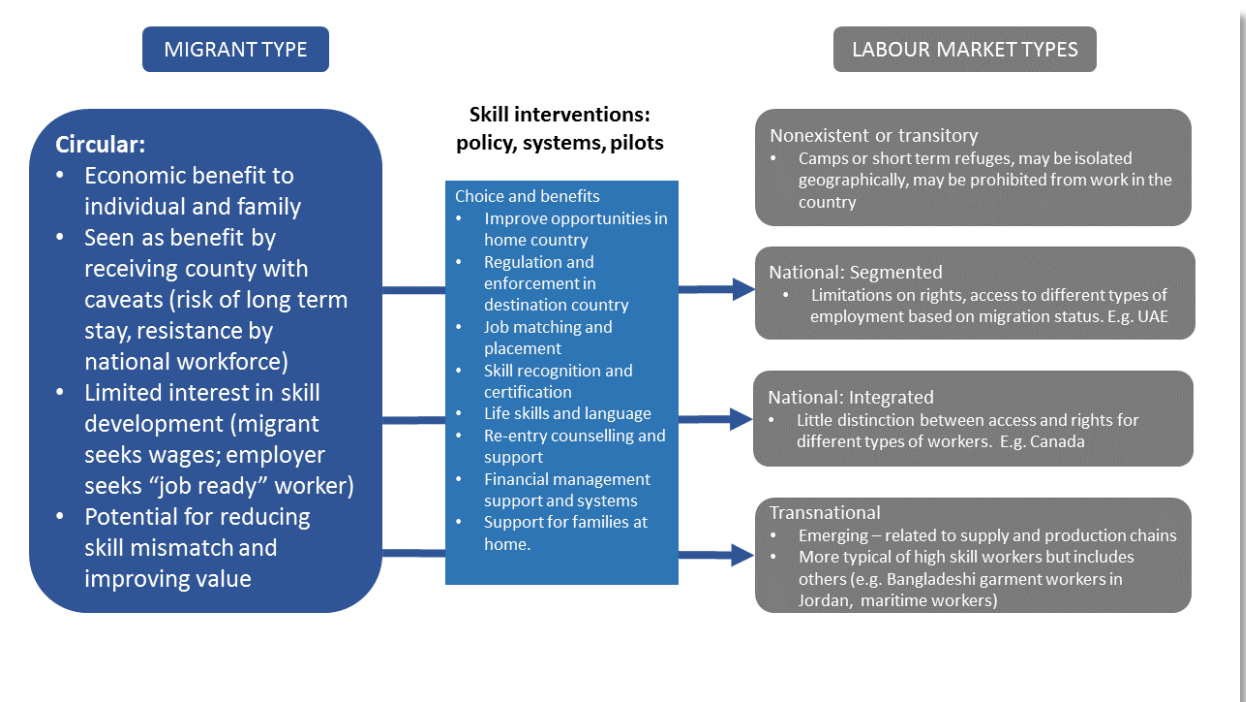 MIGRANT TYPE
LABOUR MARKET TYPES
Circular:
• Economic benefit to
individual and family
• Seen as benefit by
receiving county with
caveats (risk of long term
stay, resistance by
national workforce)
• Limited interest in skill
development (migrant
seeks wages; employer
seeks “job ready” worker)
• Potential for reducing
skill mismatch and
improving value
Skill interventions:
policy, systems, pilots
Choice and benefits
• Improve opportunities in
home country
• Regulation and
enforcement in
destination country
• Job matching and
placement
• Skill recognition and
certification
• Life skills and language
• Re-entry counselling and
support
• Financial management
support and systems
• Support for families at
home.
Nonexistent or transitory
• Camps or short term refuges, may be isolated
geographically, may be prohibited from work in the
country
National: Segmented
• Limitations on rights, access to different types of
employment based on migration status. E.g. UAE
National: Integrated
• Little distinction between access and rights for
different types of workers. E.g. Canada
Transnational
• Emerging – related to supply and production chains
• More typical of high skill workers but includes
others (e.g. Bangladeshi garment workers in
Jordan, maritime workers)